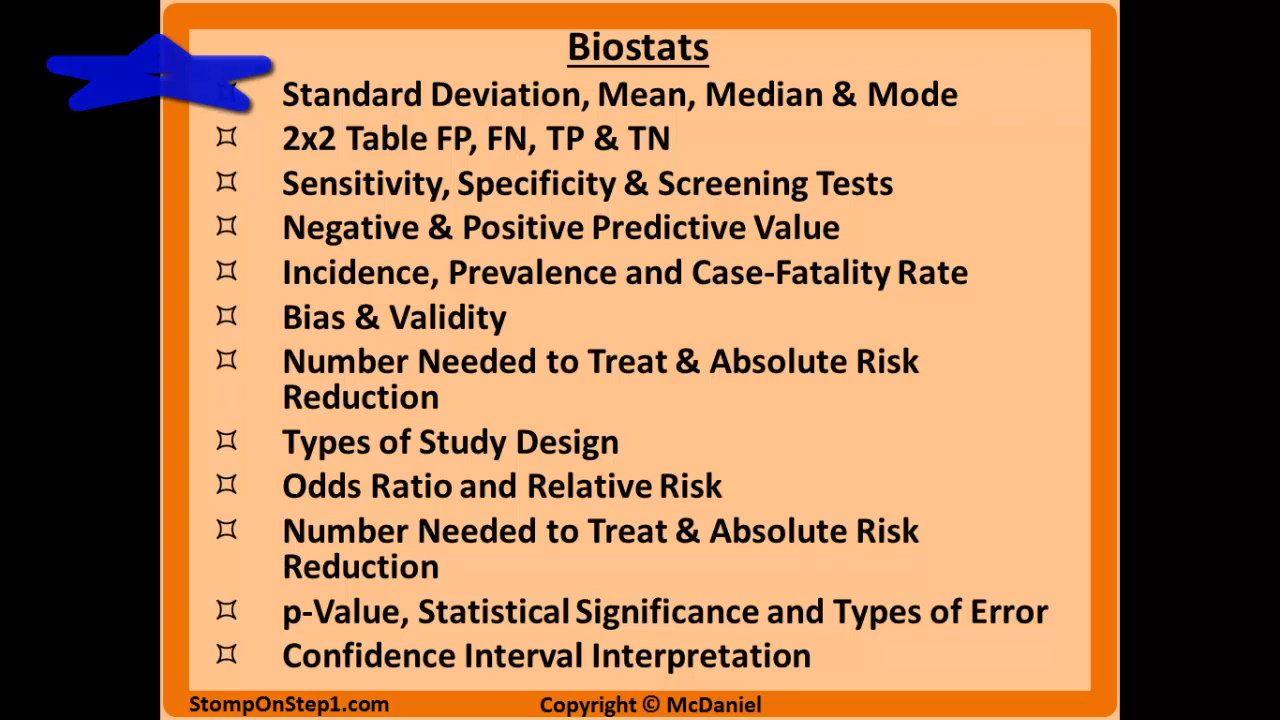 Biostats
Standard Deviation, Mean, Median & Mode
2x2 Table FP, FN, TP & TN
Sensitivity, Specificity & Screening Tests
Negative & Positive Predictive Value
Incidence, Prevalence and Case-Fatality Rate
Bias & Validity
Number Needed to Treat & Absolute Risk
Reduction
Types of Study Design
Odds Ratio and Relative Risk
Number Needed to Treat & Absolute Risk
Reduction
p-Value, Statistical Significance and Types of Error
Confidence Interval Interpretation
StompOnStep1.com
Copyright © McDaniel